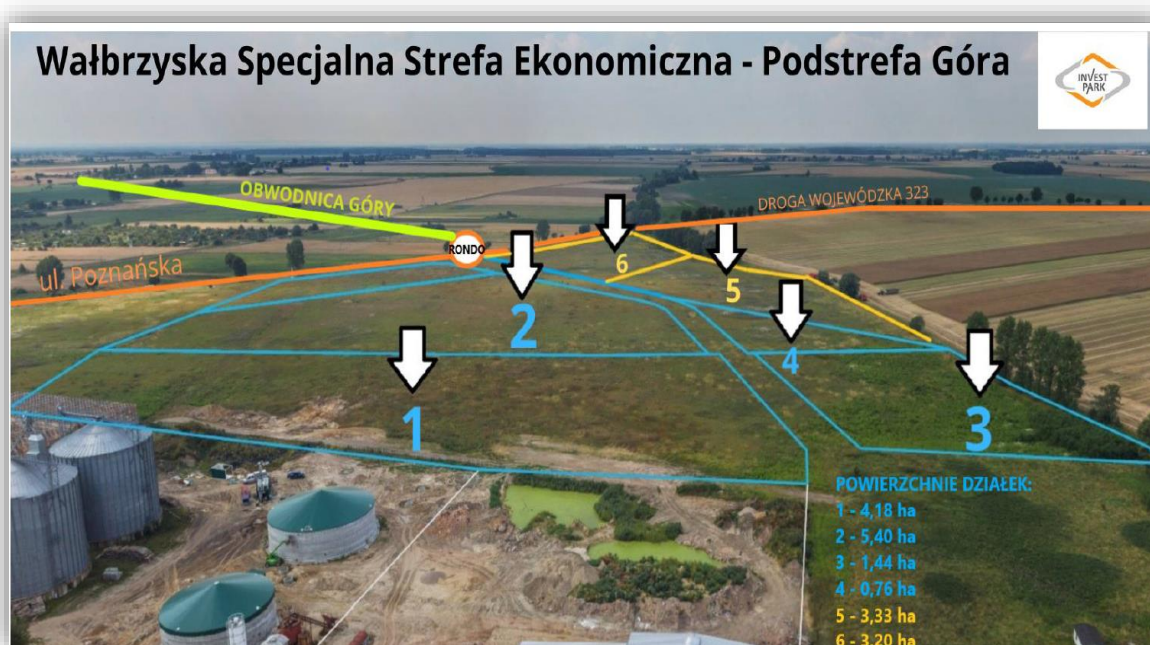 Wałbrzyska Specjalna Strefa Ekonomiczna - Podstrefa Góra
INVEST
PARK
OBWODNICA GÓRY
DROGA WOJEWÓDZKA 323
RONDO
ul. Poznańska
6
5
2
4
1
3
POWIERZCHNIE DZIAŁEK:
1 - 4,18 ha
2 - 5,40 ha
3 - 1,44 ha
4 - 0,76 ha
5 - 3,33 ha
6 - 3,20 ha